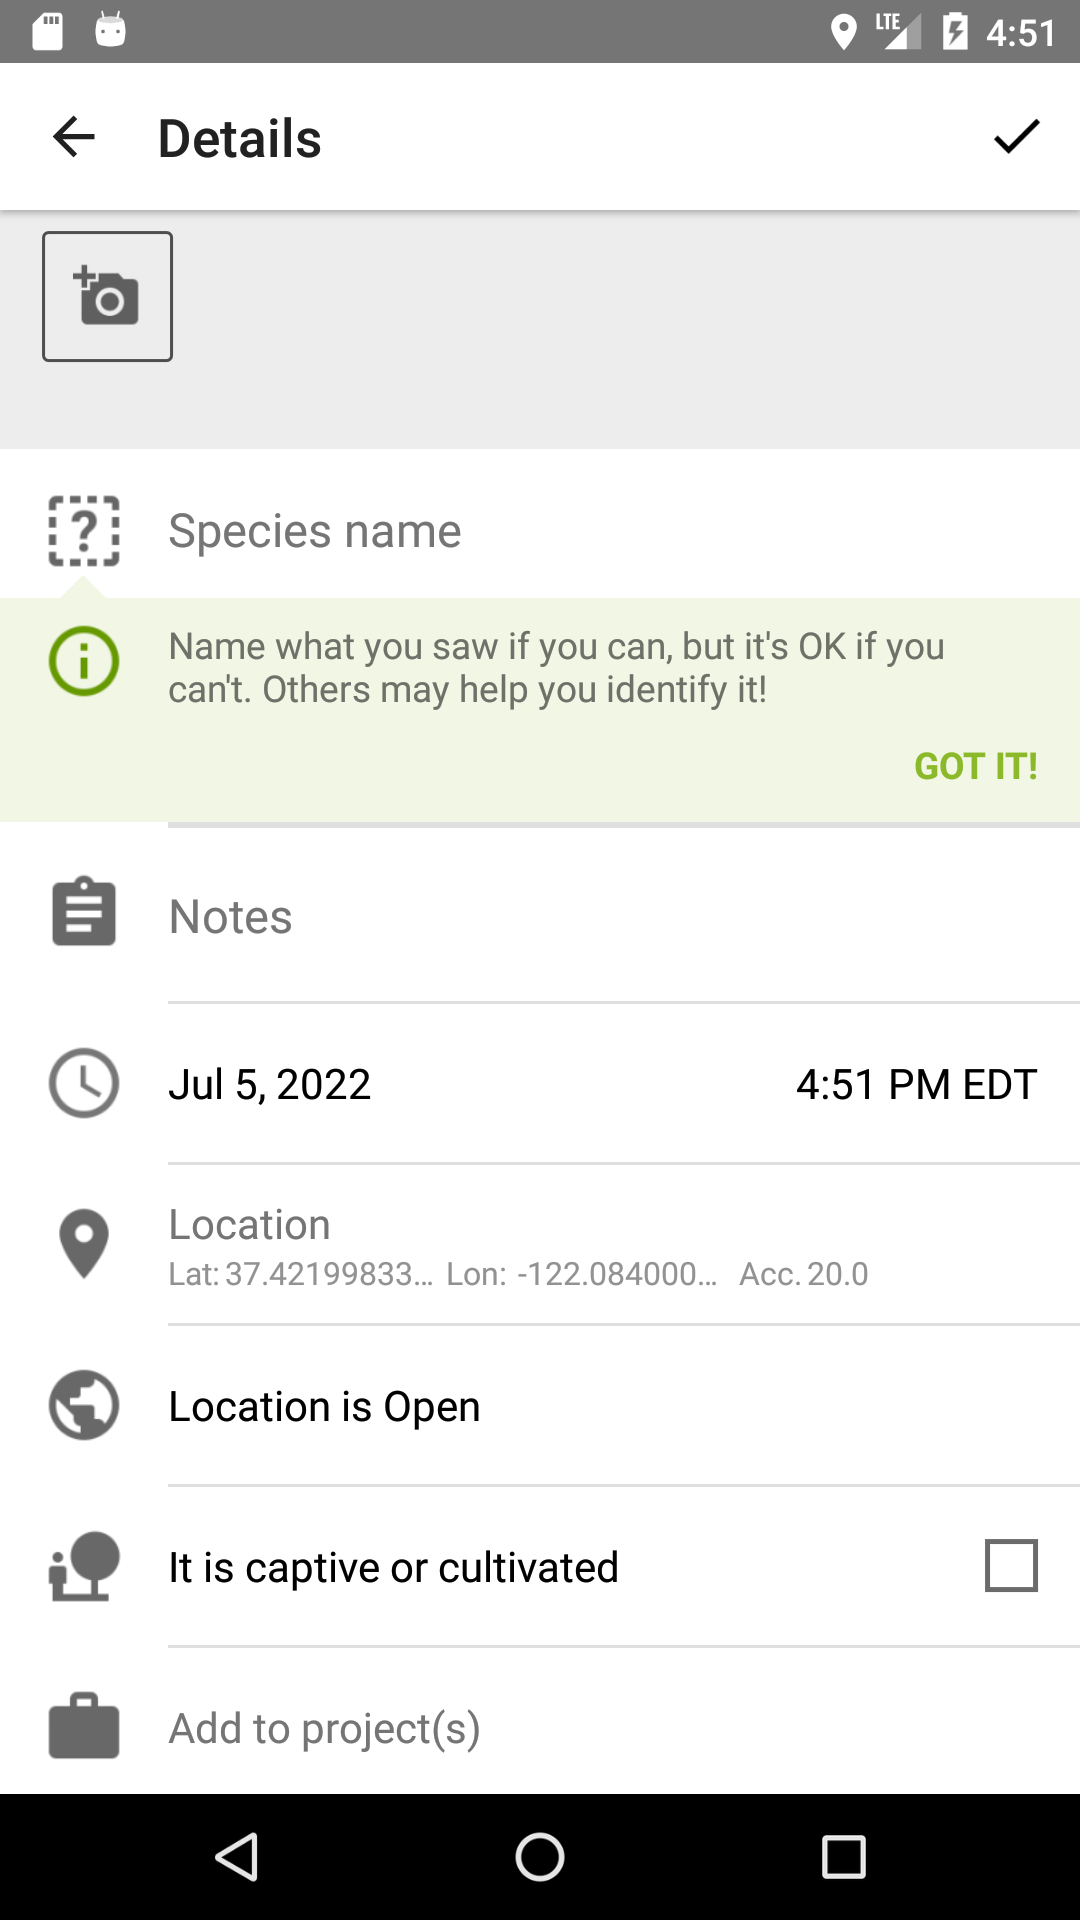 LTE 4:51
Details
Species name
Name what you saw if you can, but it's OK if you
can't. Others may help you identify it!
GOT IT!
Notes
Jul 5, 2022 4:51 PM EDT
Location
Lat: 37.42199833... Lon: -122.084000... Acc. 20.0
Location is Open
It is captive or cultivated
Add to project(s)